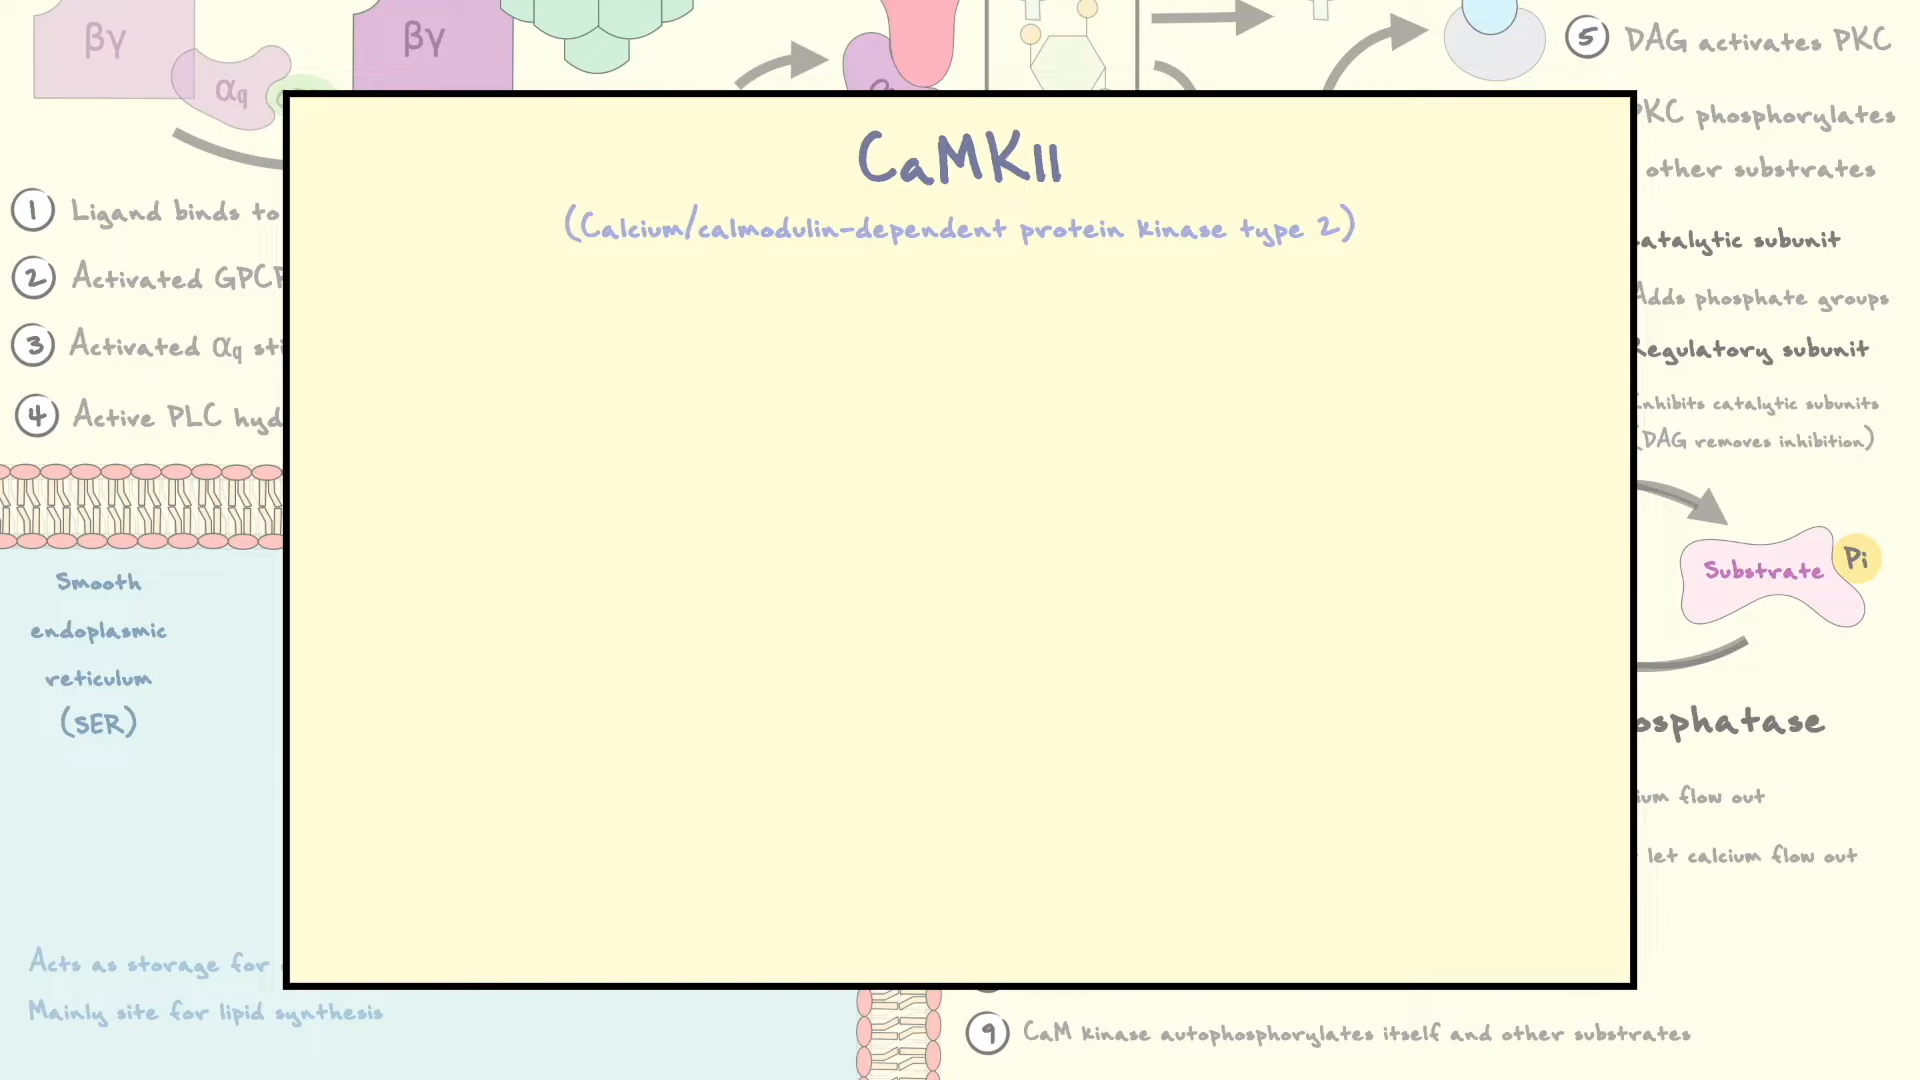 βγ
αq
βγ
5 DAG activates PKC
PKC phosphorylates
other substrates
1 Ligand binds to
2 Activated GPCR
3 Activated αq
4 Active PLC
CaMKII
(Calcium/calmodulin-dependent protein kinase type 2)
catalytic subunit
Adds phosphate groups
Regulatory subunit
Inhibits catalytic subunits
(DAG removes inhibition)
Substrate
Pi
Smooth
endoplasmic
reticulum
(SER)
flow out
let calcium flow out
Acts as storage for
Mainly site for lipid synthesis
9 CaM kinase autophosphorylates itself and other substrates